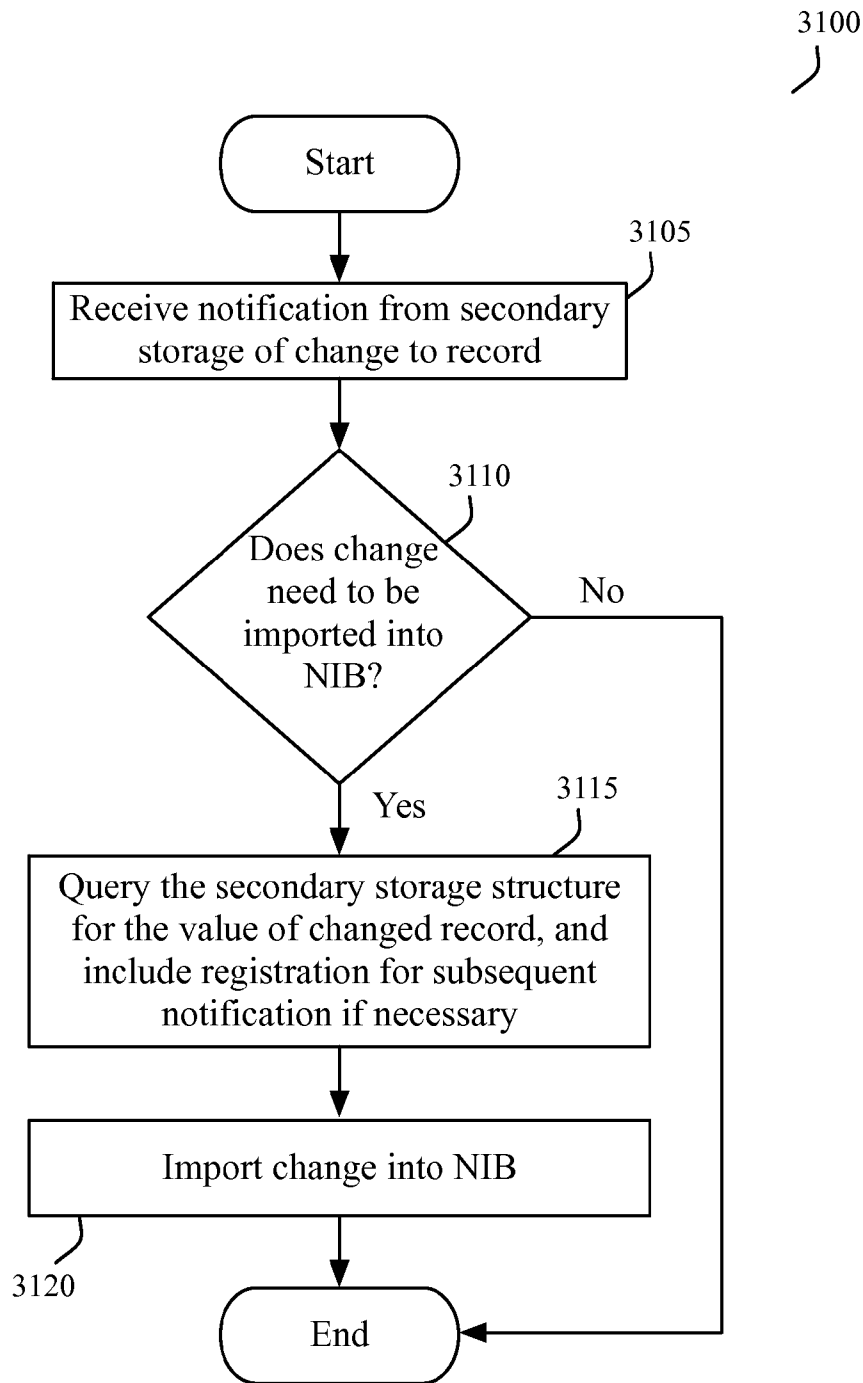 3100
Start
3105
Receive notification from secondary
storage of change to record
3110
Does change
need to be
imported into
NIB?
No
Yes
3115
Query the secondary storage structure
for the value of changed record, and
include registration for subsequent
notification if necessary
Import change into NIB
3120
End